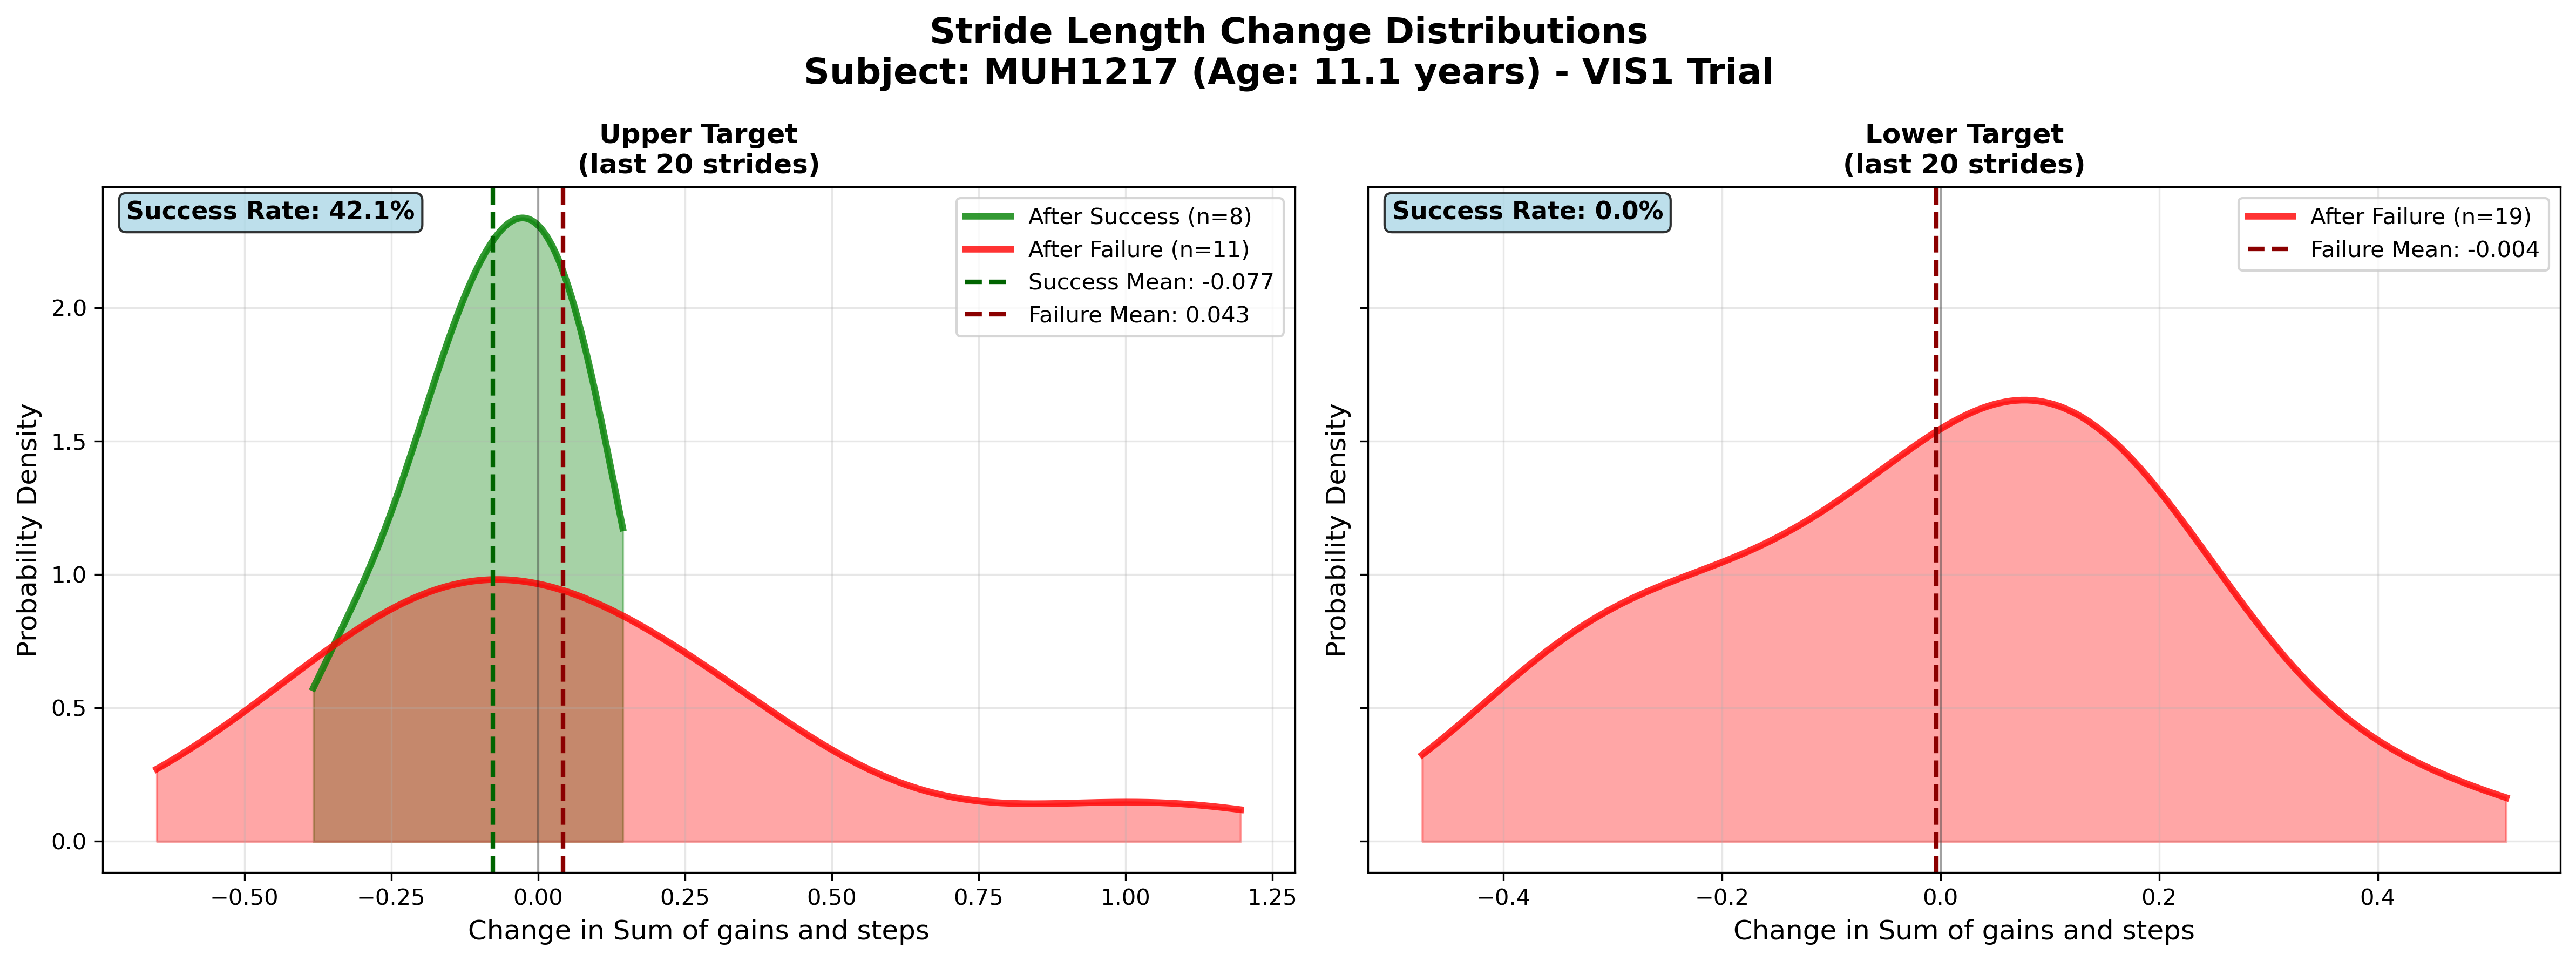 Stride Length Change Distributions
Subject: MUH1217 (Age: 11.1 years) - VIS1 Trial
Upper Target
(last 20 strides)
Success Rate: 42.1%
After Success (n=8)
After Failure (n=11)
Success Mean: -0.077
Failure Mean: 0.043
Probability Density
2.0
1.5
1.0
0.5
0.0
−0.50
−0.25
0.00
0.25
0.50
0.75
1.00
1.25
Change in Sum of gains and steps
Lower Target
(last 20 strides)
Success Rate: 0.0%
After Failure (n=19)
Failure Mean: -0.004
Probability Density
−0.4
−0.2
0.0
0.2
0.4
Change in Sum of gains and steps